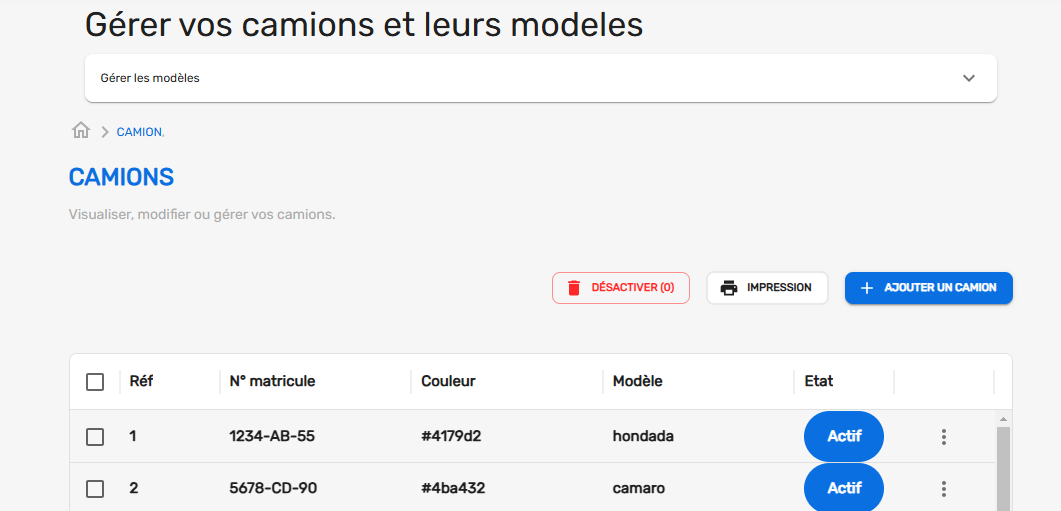 Gérer vos camions et leurs modeles
Gérer les modèles
CAMION.
CAMIONS
Visualiser, modifier ou gérer vos camions.
DÉSACTIVER (0) IMPRESSION AJOUTER UN CAMION
Réf N° matricule Couleur Modèle Etat
1 1234-AB-55 #4179d2 hondada Actif
2 5678-CD-90 #4ba432 camaro Actif